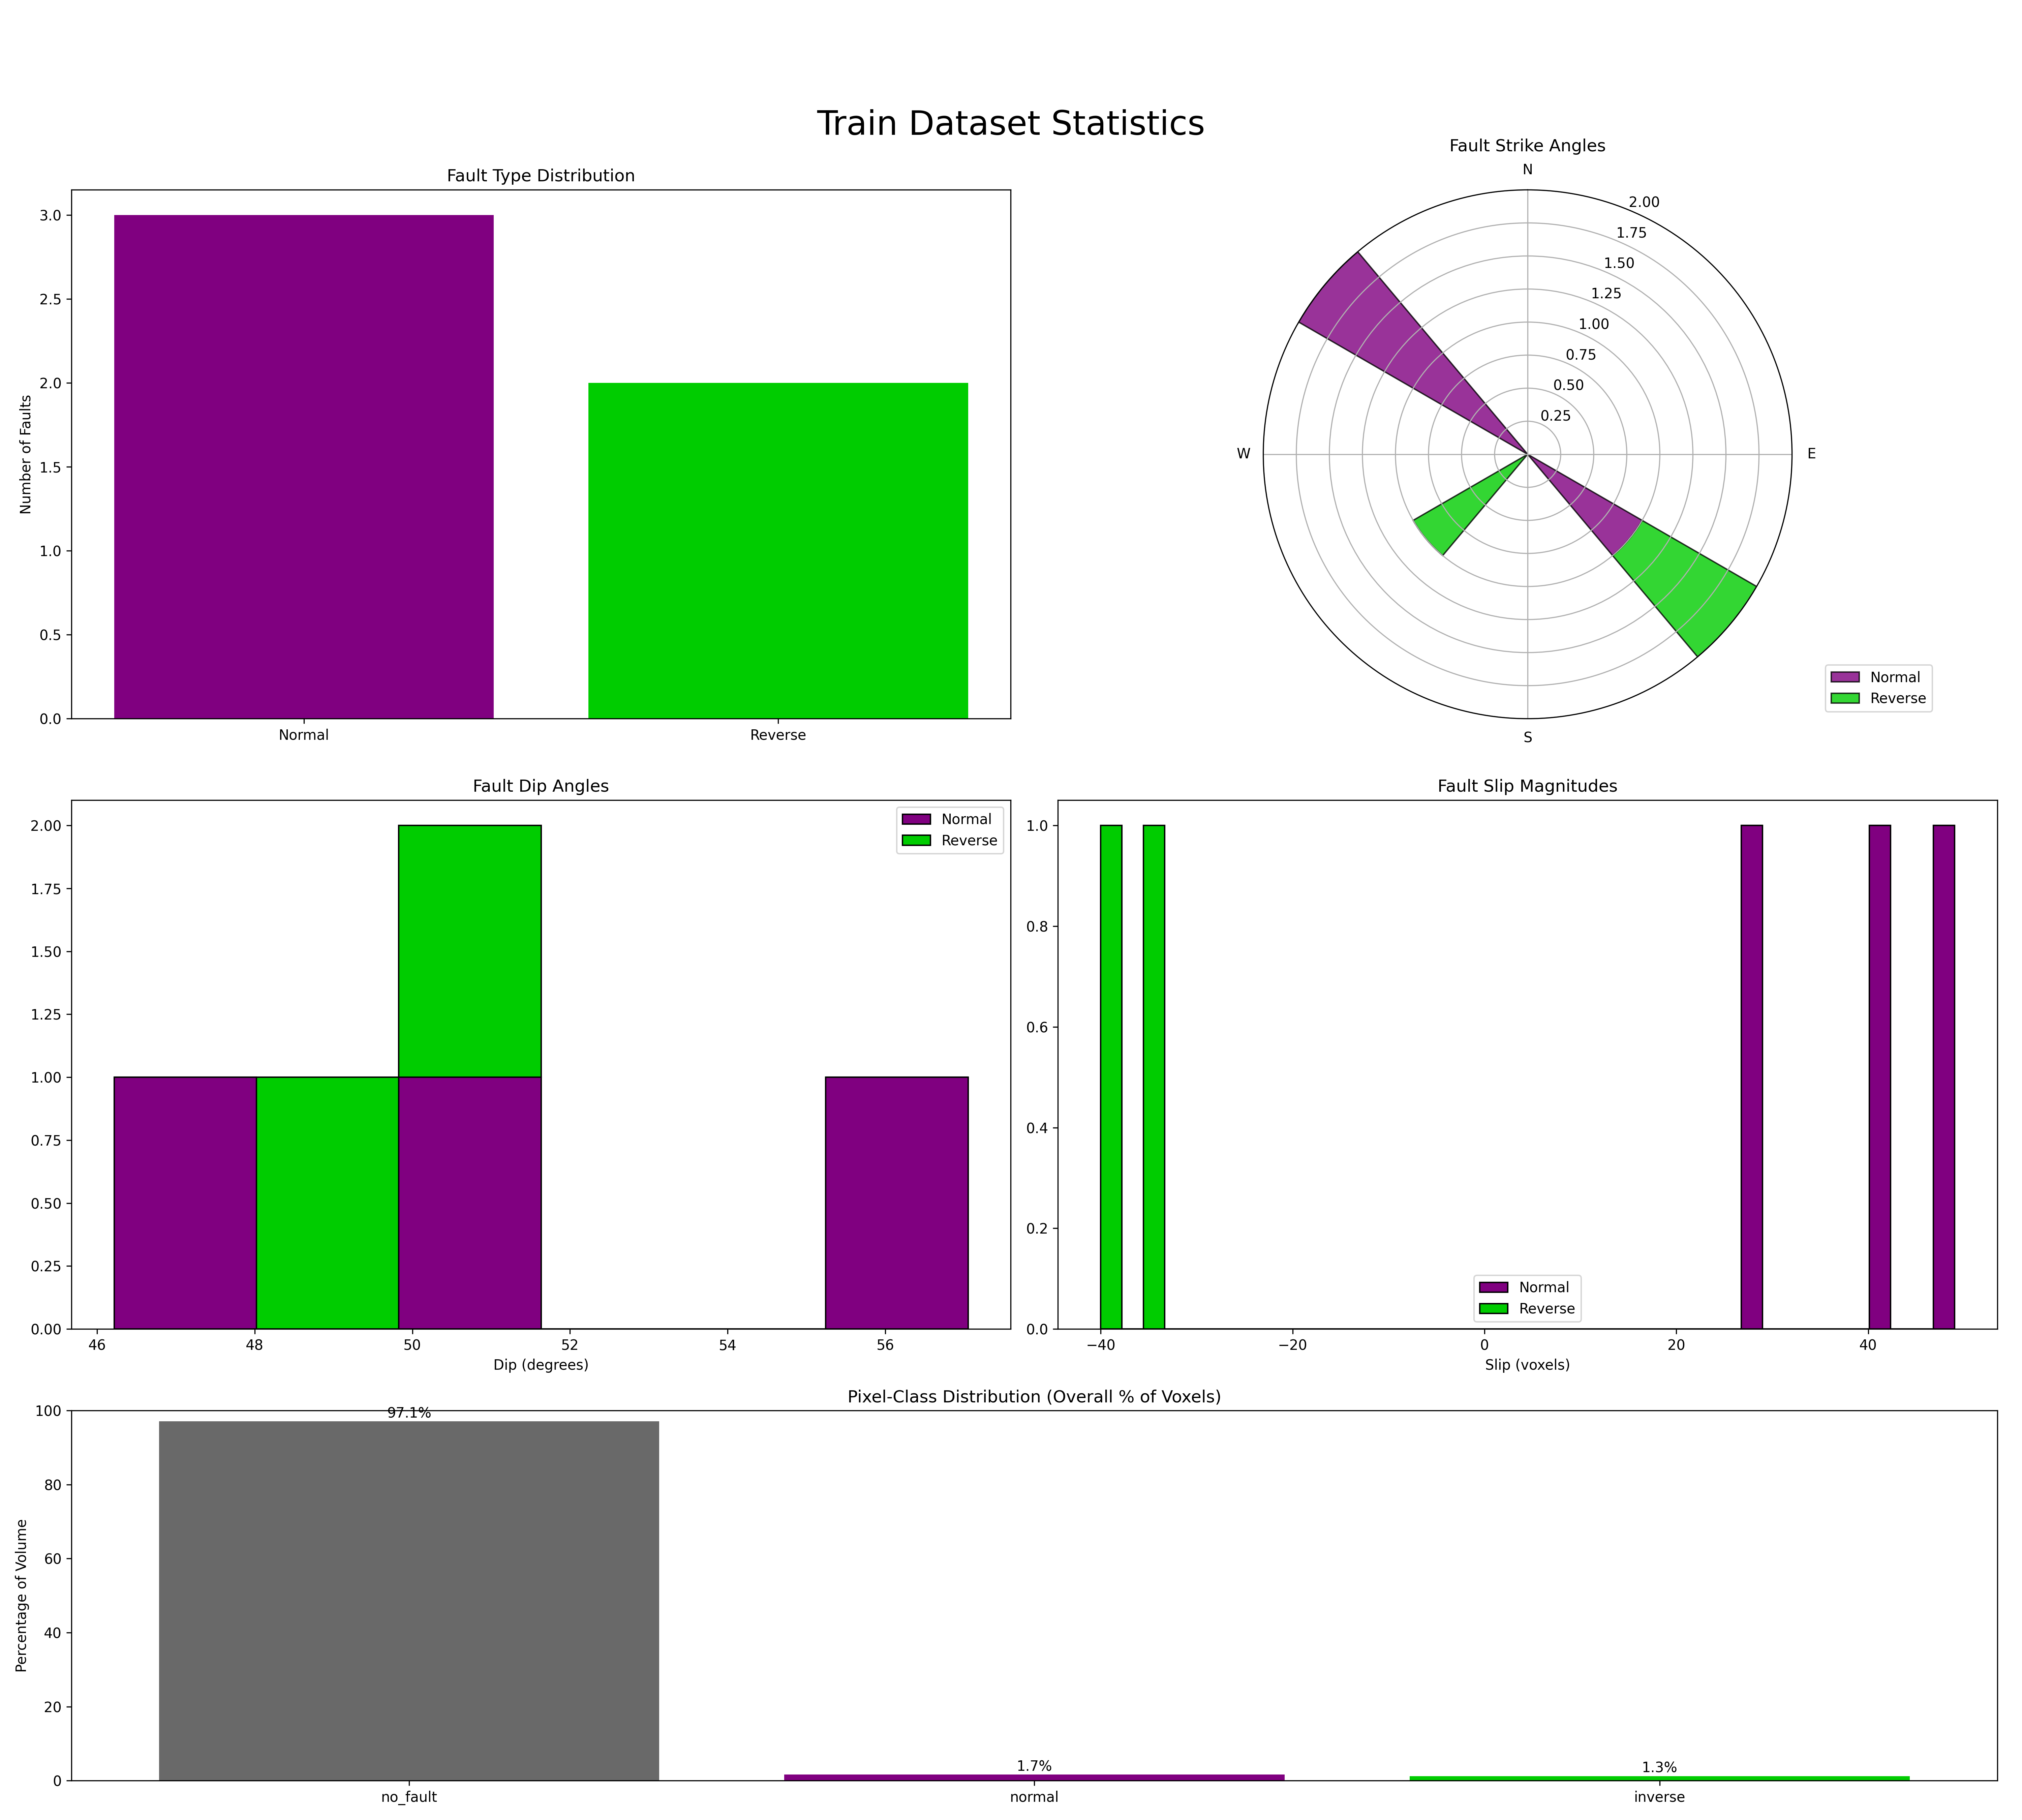 Train Dataset Statistics
Fault Type Distribution
Number of Faults
3.0
2.5
2.0
1.5
1.0
0.5
0.0
Normal
Reverse
Fault Strike Angles
N
2.00
1.75
1.50
1.25
1.00
0.75
0.50
0.25
W
E
S
Normal
Reverse
Fault Dip Angles
2.00
1.75
1.50
1.25
1.00
0.75
0.50
0.25
0.00
46 48 50 52 54 56
Dip (degrees)
Normal
Reverse
Fault Slip Magnitudes
1.0
0.8
0.6
0.4
0.2
0.0
−40 −20 0 20 40
Slip (voxels)
Normal
Reverse
Pixel-Class Distribution (Overall % of Voxels)
Percentage of Volume
100
80
60
40
20
0
97.1%
1.7%
1.3%
no_fault
normal
inverse